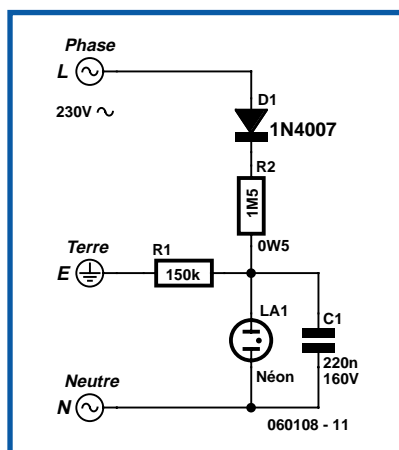 Phase
L
230V ~
D1
1N4007
R2
1M5
0W5
Terre
E
R1
150k
LA1
Néon
C1
220n
160V
Neutre
N
060108 - 11